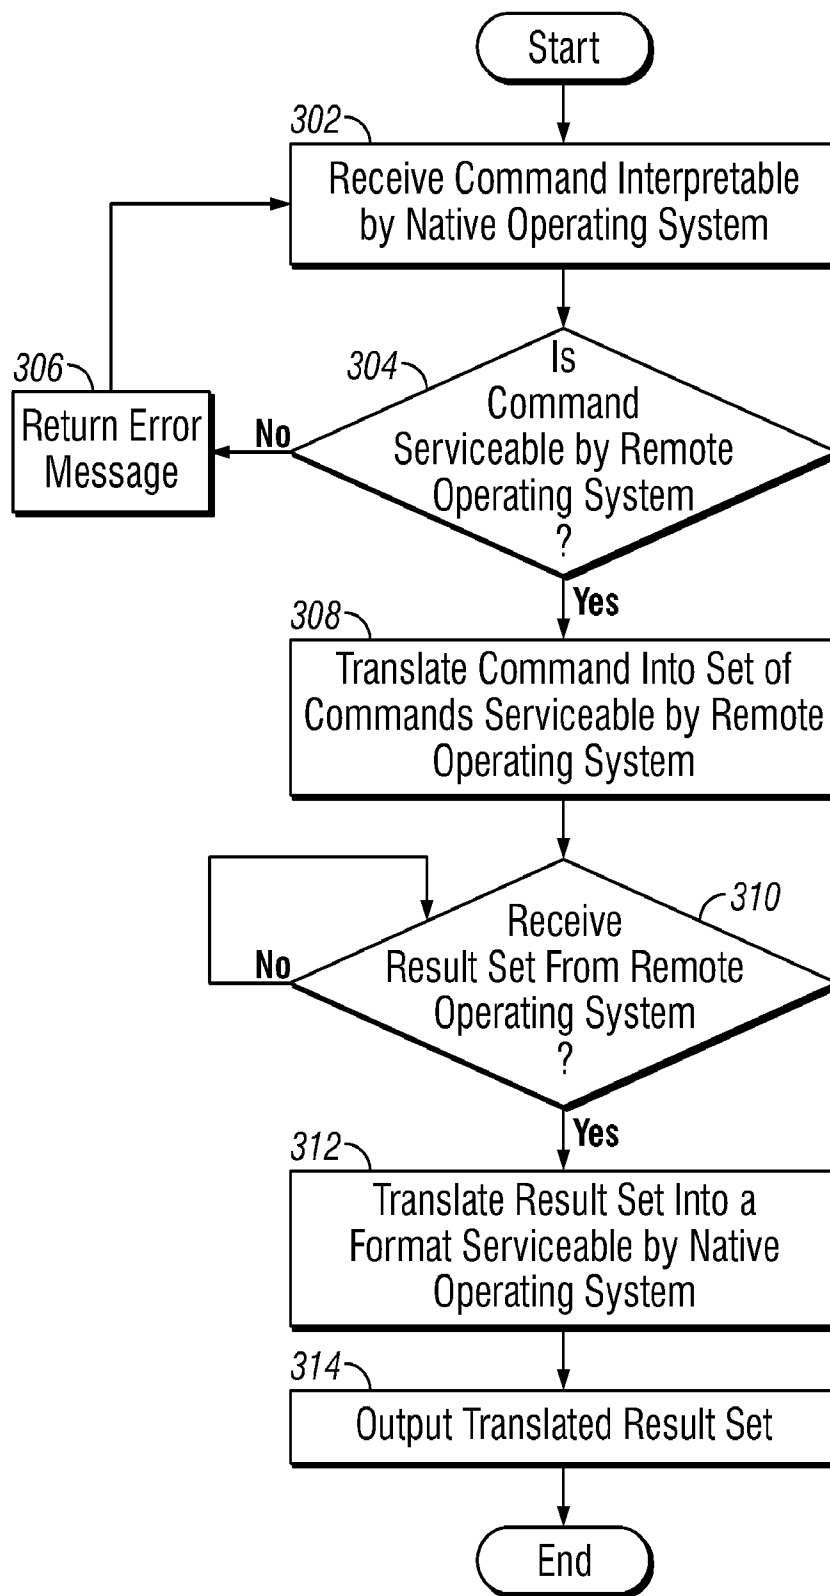 Start
302
Receive Command Interpretable
by Native Operating System
304
Is
Command
Serviceable by Remote
Operating System
?
No
306
Return Error
Message
Yes
308
Translate Command Into Set of
Commands Serviceable by Remote
Operating System
310
Receive
Result Set From Remote
Operating System
?
No
Yes
312
Translate Result Set Into a
Format Serviceable by Native
Operating System
314
Output Translated Result Set
End